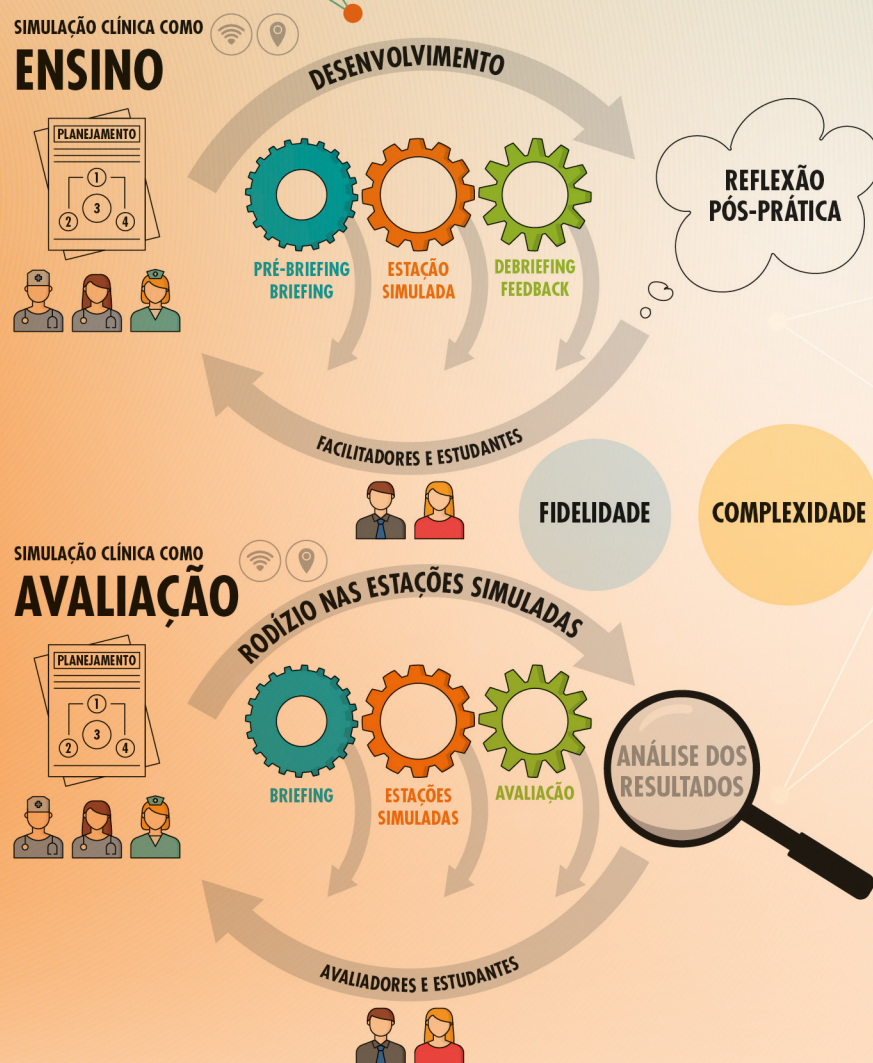 SIMULAÇÃO CLÍNICA COMO
ENSINO
DESENVOLVIMENTO
PLANEJAMENTO
1
2
3
4
PRÉ-BRIEFING
BRIEFING
ESTAÇÃO
SIMULADA
DEBRIEFING
FEEDBACK
REFLEXÃO
PÓS-PRÁTICA
FACILITADORES E ESTUDANTES
FIDELIDADE
COMPLEXIDADE
SIMULAÇÃO CLÍNICA COMO
AVALIAÇÃO
RODÍZIO NAS ESTAÇÕES SIMULADAS
PLANEJAMENTO
1
2
3
4
BRIEFING
ESTAÇÕES
SIMULADAS
AVALIAÇÃO
ANÁLISE DOS
RESULTADOS
AVALIADORES E ESTUDANTES